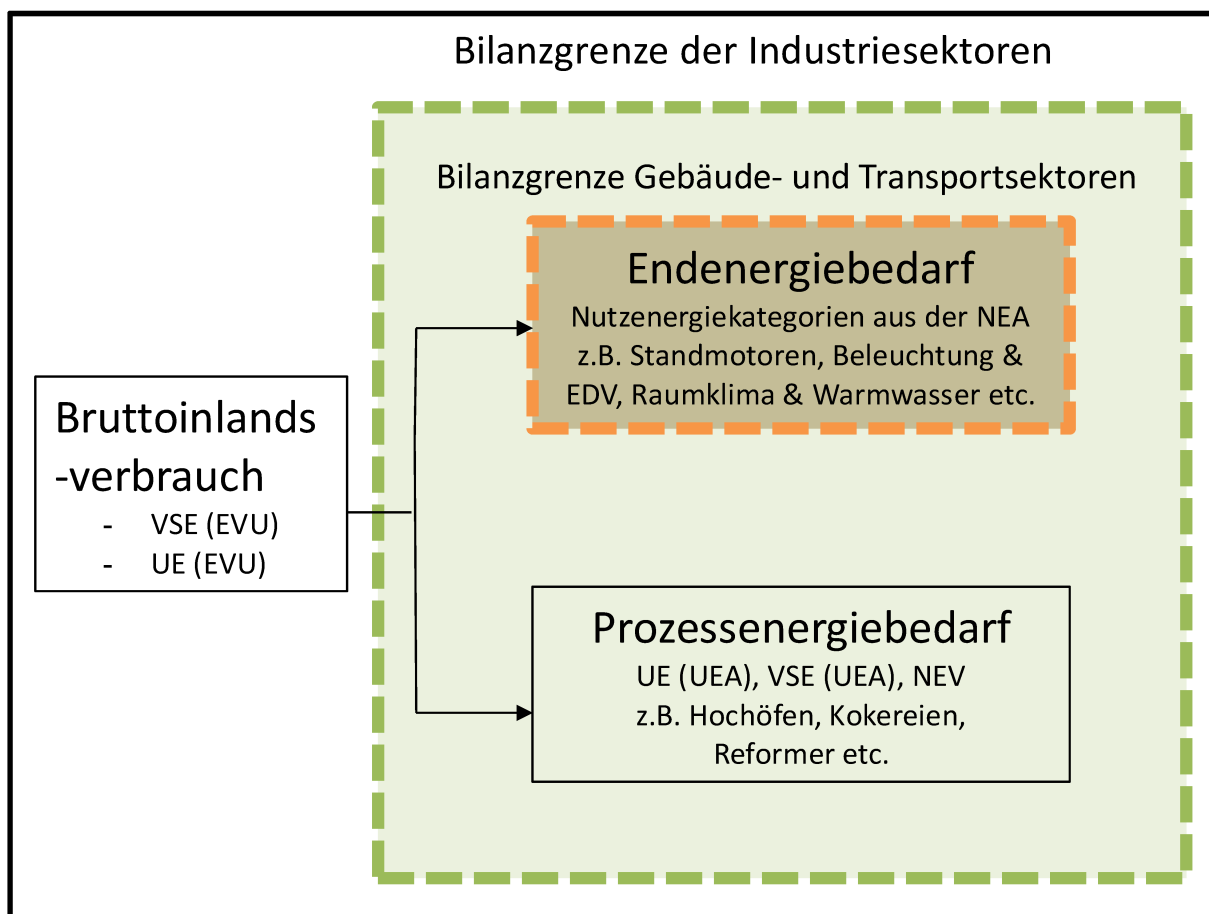 Bilanzgrenze der Industriesektoren
Bilanzgrenze Gebäude- und Transportsektoren
Endenergiebedarf
Nutzenergiekategorien aus der NEA
z.B. Standmotoren, Beleuchtung &
EDV, Raumklima & Warmwasser etc.
Bruttoinlands
-verbrauch
- VSE (EVU)
- UE (EVU)
Prozessenergiebedarf
UE (UEA), VSE (UEA), NEV
z.B. Hochöfen, Kokereien,
Reformer etc.